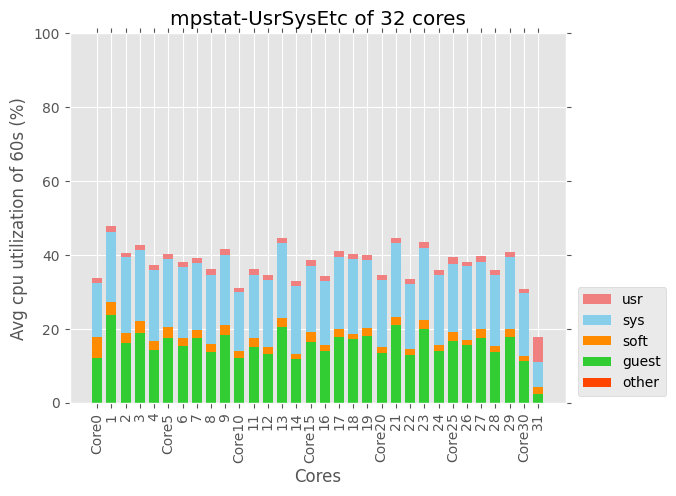 mpstat-UsrSysEtc of 32 cores
Avg cpu utilization of 60s (%)
100
80
60
40
20
0
Core0
1
2
3
4
Core5
6
7
8
9
Core10
11
12
13
14
Core15
16
17
18
19
Core20
21
22
23
24
Core25
26
27
28
29
Core30
31
Cores
usr
sys
soft
guest
other